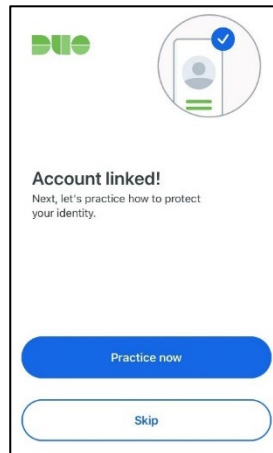 DUO
Account linked!
Next, let's practice how to protect
your identity.
Practice now
Skip